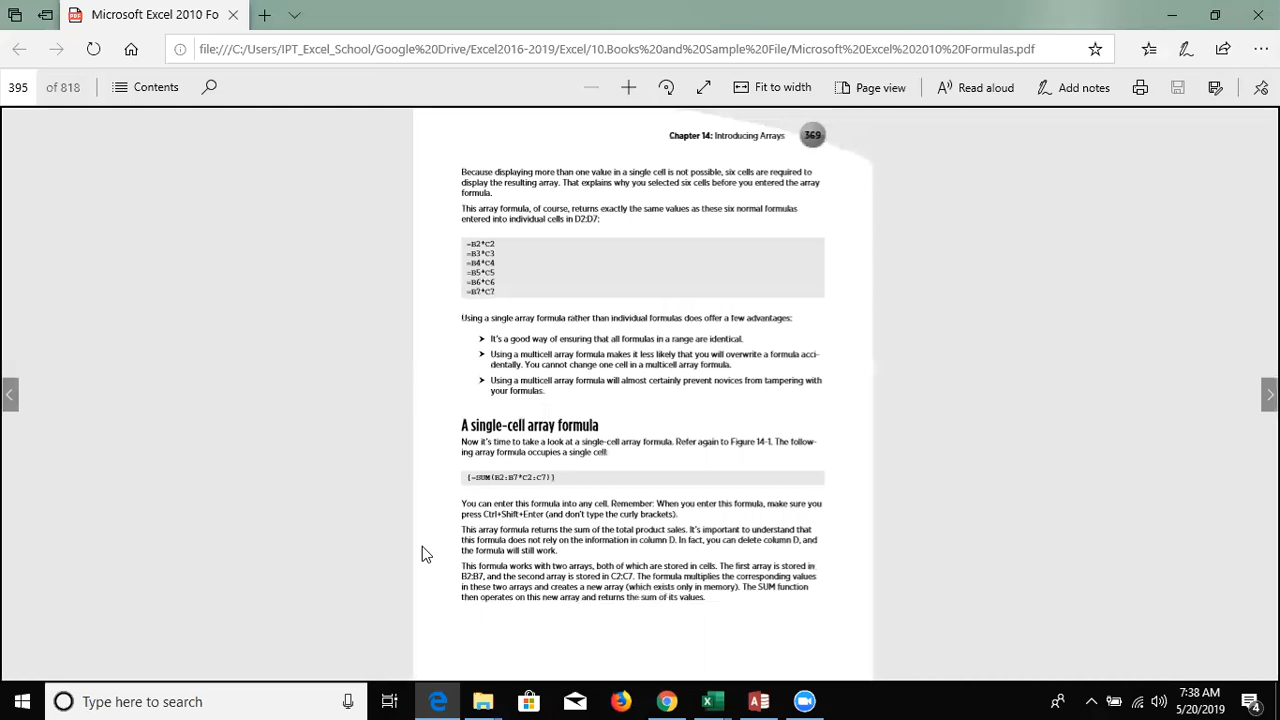 Microsoft Excel 2010 Fo
file:///C:/Users/IPT_Excel_School/Google%20Drive/Excel2016-2019/Excel/10.Books%20and%20Sample%20File/Microsoft%20Excel%202010%20Formulas.pdf
395 of 818 Contents Fit to width Page view Read aloud Add notes
Chapter 14: Introducing Arrays 369
Because displaying more than one value in a single cell is not possible, six cells are required to
display the resulting array. That explains why you selected six cells before you entered the array
formula.
This array formula, of course, returns exactly the same values as these six normal formulas
entered into individual cells in D2:D7:
=B2*C2
=B3*C3
=B4*C4
=B5*C5
=B6*C6
=B7*C7
Using a single array formula rather than individual formulas does offer a few advantages:
➤ It's a good way of ensuring that all formulas in a range are identical.
➤ Using a multicell array formula makes it less likely that you will overwrite a formula acci-
dentally. You cannot change one cell in a multicell array formula.
➤ Using a multicell array formula will almost certainly prevent novices from tampering with
your formulas.
A single-cell array formula
Now it's time to take a look at a single-cell array formula. Refer again to Figure 14-1. The follow-
ing array formula occupies a single cell:
{=SUM(B2:B7*C2:C7)}
You can enter this formula into any cell. Remember: When you enter this formula, make sure you
press Ctrl+Shift+Enter (and don't type the curly brackets).
This array formula returns the sum of the total product sales. It's important to understand that
this formula does not rely on the information in column D. In fact, you can delete column D, and
the formula will still work.
This formula works with two arrays, both of which are stored in cells. The first array is stored in
B2:B7, and the second array is stored in C2:C7. The formula multiplies the corresponding values
in these two arrays and creates a new array (which exists only in memory). The SUM function
then operates on this new array and returns the sum of its values.
Type here to search
7:38 AM
5/20/2019
4